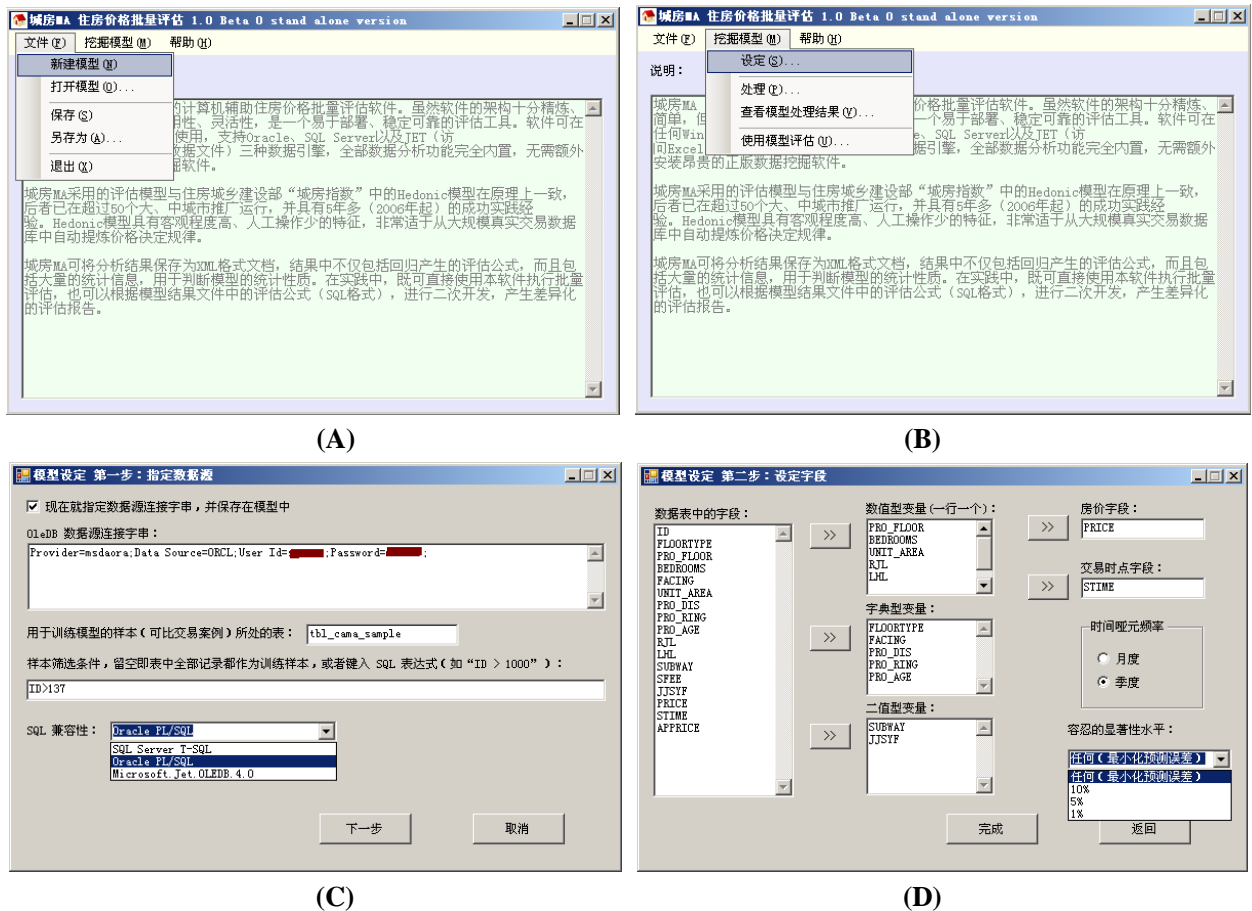 城房MA 住房价格批量评估 1.0 Beta 0 stand alone version
文件(F) 挖掘模型(M) 帮助(H)
新建模型(N)
打开模型(O)...
保存(S)
另存为(A)...
退出(X)
的计算机辅助住房价格批量评估软件。虽然软件的架构十分精炼、
用性、灵活性，是一个易于部署、稳定可靠的评估工具。软件可在
使用，支持Oracle、SQL Server以及JET（访
数据文件）三种数据引擎，全部数据分析功能完全内置，无需额外
掘软件。
城房MA采用的评估模型与住房城乡建设部“城房指数”中的Hedonic模型在原理上一致，
后者已在超过50个大、中城市推广运行，并具有5年多（2006年起）的成功实践经
验。Hedonic模型具有客观程度高、人工操作少的特征，非常适于从大规模真实交易数据
库中自动提炼价格决定规律。
城房MA可将分析结果保存为XML格式文档，结果中不仅包括回归产生的评估公式，而且包
括大量的统计信息，用于判断模型的统计性质。在实践中，既可直接使用本软件执行批量
评估，也可以根据模型结果文件中的评估公式（SQL格式），进行二次开发，产生差异化
的评估报告。
(A)
城房MA 住房价格批量评估 1.0 Beta 0 stand alone version
文件(F) 挖掘模型(M) 帮助(H)
说明：
设定(S)...
处理(P)...
查看模型处理结果(V)...
使用模型评估(U)...
城房MA 价格批量评估软件。虽然软件的架构十分精炼、
简单，但 一个易于部署、稳定可靠的评估工具。软件可在
任何Win e、SQL Server以及JET（访
问Excel 据引擎，全部数据分析功能完全内置，无需额外
安装昂贵的正版数据挖掘软件。
城房MA采用的评估模型与住房城乡建设部“城房指数”中的Hedonic模型在原理上一致，
后者已在超过50个大、中城市推广运行，并具有5年多（2006年起）的成功实践经
验。Hedonic模型具有客观程度高、人工操作少的特征，非常适于从大规模真实交易数据
库中自动提炼价格决定规律。
城房MA可将分析结果保存为XML格式文档，结果中不仅包括回归产生的评估公式，而且包
括大量的统计信息，用于判断模型的统计性质。在实践中，既可直接使用本软件执行批量
评估，也可以根据模型结果文件中的评估公式（SQL格式），进行二次开发，产生差异化
的评估报告。
(B)
模型设定 第一步：指定数据源
现在就指定数据源连接字串，并保存在模型中
OleDB 数据源连接字串：
Provider=msdaora;Data Source=ORCL;User Id= ;Password= ;
用于训练模型的样本（可比交易案例）所处的表： tbl_cama_sample
样本筛选条件，留空即表中全部记录都作为训练样本，或者键入 SQL 表达式（如“ID > 1000”）：
ID>137
SQL 兼容性： Oracle PL/SQL
SQL Server T-SQL
Oracle PL/SQL
Microsoft.Jet.OLEDB.4.0
下一步 取消
(C)
模型设定 第二步：设定字段
数据表中的字段：
ID
FLOORTYPE
PRO_FLOOR
BEDROOMS
FACING
UNIT_AREA
PRO_DIS
PRO_RING
PRO_AGE
RJL
LHL
SUBWAY
SFEE
JJSYF
PRICE
STIME
APPRICE
>>
>>
>>
数值型变量(一行一个)：
PRO_FLOOR
BEDROOMS
UNIT_AREA
RJL
LHL
字典型变量：
FLOORTYPE
FACING
PRO_DIS
PRO_RING
PRO_AGE
二值型变量：
SUBWAY
JJSYF
>>
房价字段：
PRICE
>>
交易时点字段：
STIME
时间哑元频率
月度
季度
容忍的显著性水平：
任何（最小化预测误差）
任何（最小化预测误差）
10%
5%
1%
完成 返回
(D)